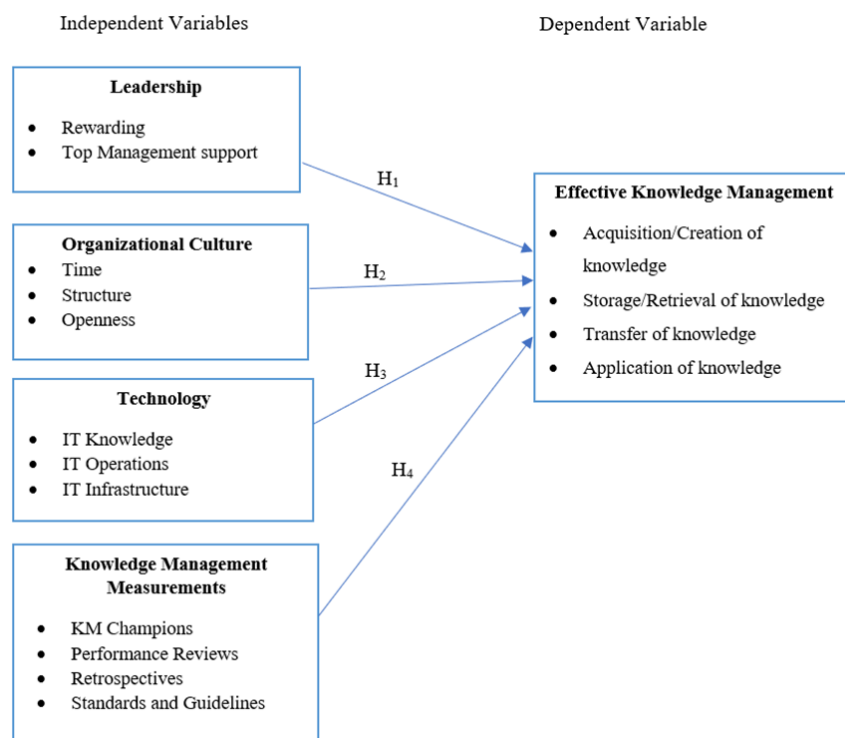 Independent Variables
Dependent Variable
Leadership
• Rewarding
• Top Management support
H₁
Organizational Culture
• Time
• Structure
• Openness
H₂
Technology
• IT Knowledge
• IT Operations
• IT Infrastructure
H₃
Knowledge Management
Measurements
• KM Champions
• Performance Reviews
• Retrospectives
• Standards and Guidelines
H₄
Effective Knowledge Management
• Acquisition/Creation of
knowledge
• Storage/Retrieval of knowledge
• Transfer of knowledge
• Application of knowledge